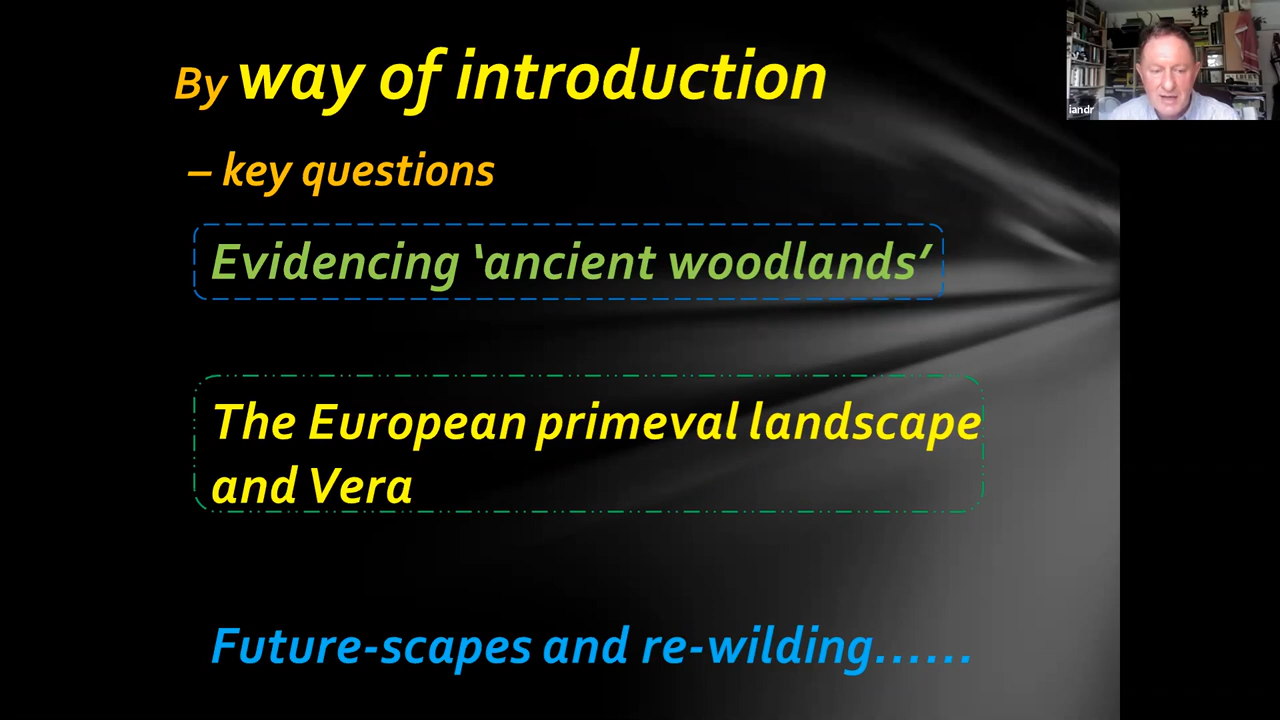 By way of introduction
– key questions
Evidencing ‘ancient woodlands’
The European primeval landscape
and Vera
Future-scapes and re-wilding......
iandr